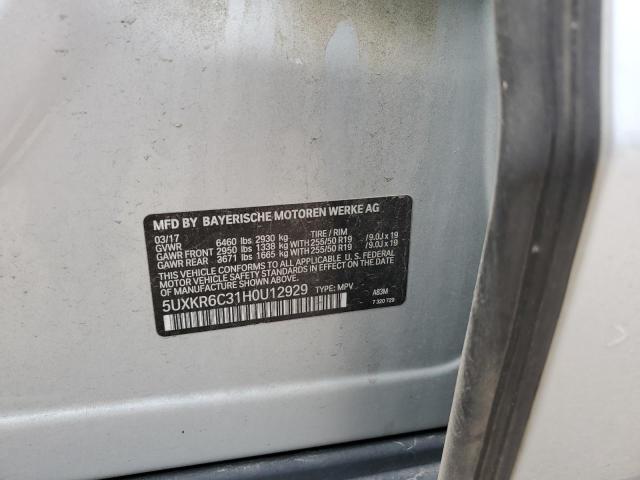 MFD BY BAYERISCHE MOTOREN WERKE AG
03/17
GVWR 6460 lbs 2930 kg TIRE / RIM
GAWR FRONT 2950 lbs 1338 kg WITH 255/50 R19 /9.0J x 19
GAWR REAR 3671 lbs 1665 kg WITH 255/50 R19 /9.0J x 19
THIS VEHICLE CONFORMS TO ALL APPLICABLE U. S. FEDERAL
MOTOR VEHICLE SAFETY STANDARDS IN EFFECT ON THE DATE
OF MANUFACTURE SHOWN ABOVE.
5UXKR6C31H0U12929 TYPE: MPV A83M
7 320 729